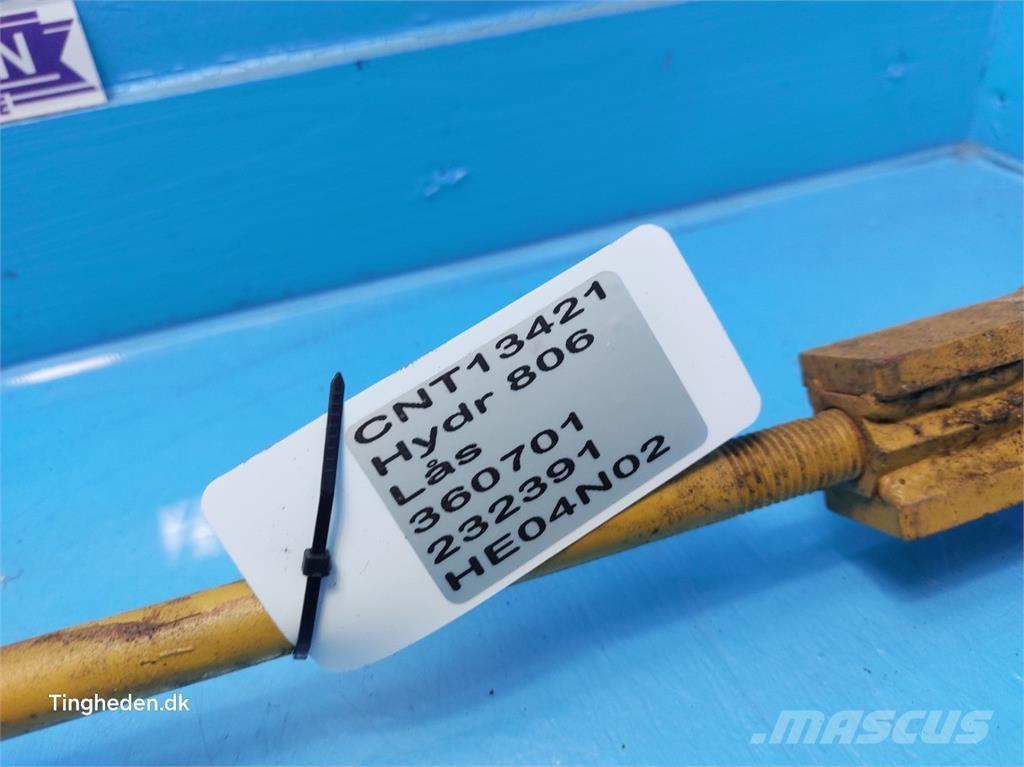 N
E
CNT13421
Hydr 806
Lås
360701
232391
HE04N02
Tingheden.dk
MASCUS